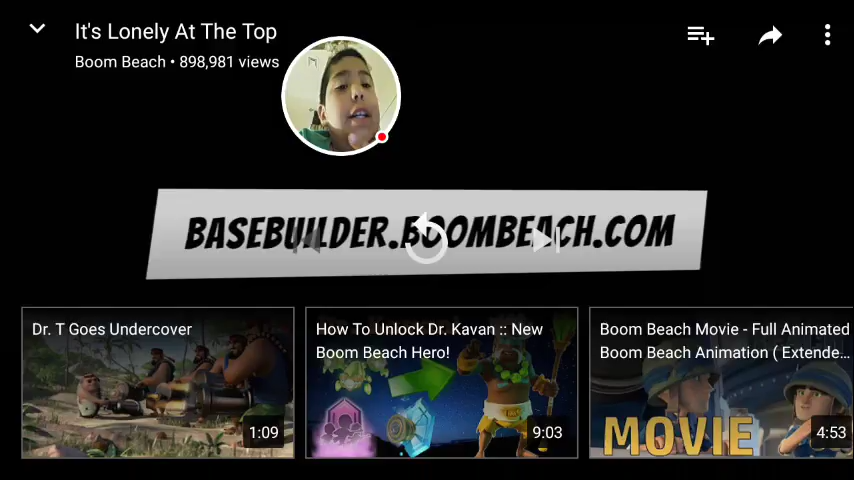 It's Lonely At The Top
Boom Beach • 898,981 views
BASEBUILDER.BOOMBEACH.COM
Dr. T Goes Undercover
1:09
How To Unlock Dr. Kavan :: New
Boom Beach Hero!
9:03
Boom Beach Movie - Full Animated
Boom Beach Animation ( Extende...
MOVIE
4:53